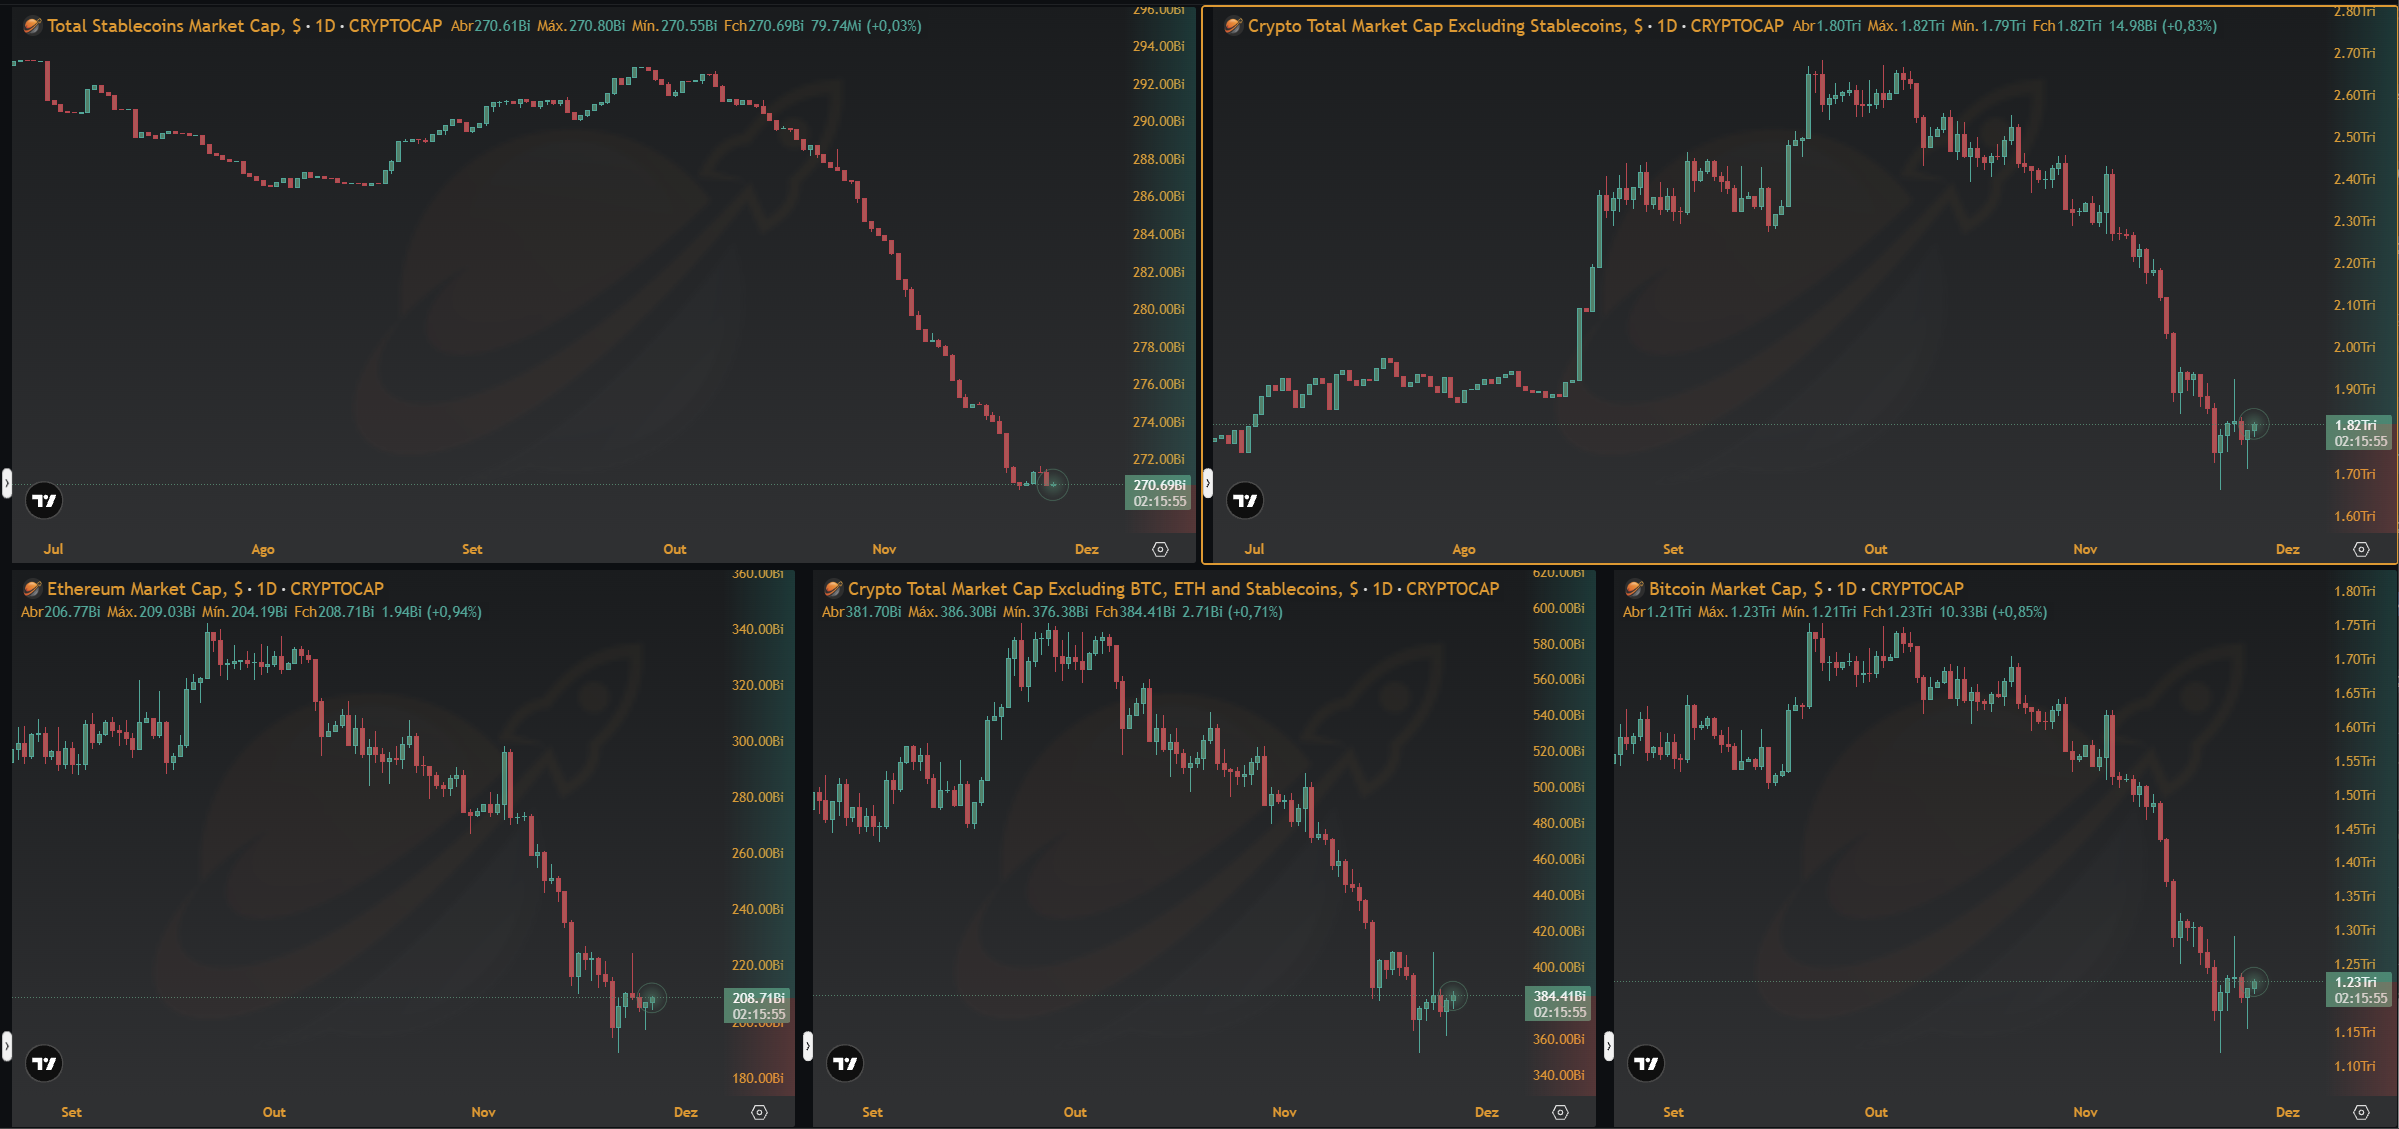 Total Stablecoins Market Cap, $ · 1D · CRYPTOCAP Abr270.61Bi Máx.270.80Bi Mín.270.55Bi Fch270.69Bi 79.74Mi (+0,03%)
296.00Bi
294.00Bi
292.00Bi
290.00Bi
288.00Bi
286.00Bi
284.00Bi
282.00Bi
280.00Bi
278.00Bi
276.00Bi
274.00Bi
272.00Bi
270.69Bi
02:15:55
Jul Ago Set Out Nov Dez
Crypto Total Market Cap Excluding Stablecoins, $ · 1D · CRYPTOCAP Abr1.80Tri Máx.1.82Tri Mín.1.79Tri Fch1.82Tri 14.98Bi (+0,83%)
2.80Tri
2.70Tri
2.60Tri
2.50Tri
2.40Tri
2.30Tri
2.20Tri
2.10Tri
2.00Tri
1.90Tri
1.82Tri
02:15:55
1.70Tri
1.60Tri
Jul Ago Set Out Nov Dez
Ethereum Market Cap, $ · 1D · CRYPTOCAP
Abr206.77Bi Máx.209.03Bi Mín.204.19Bi Fch208.71Bi 1.94Bi (+0,94%)
360.00Bi
340.00Bi
320.00Bi
300.00Bi
280.00Bi
260.00Bi
240.00Bi
220.00Bi
208.71Bi
02:15:55
200.00Bi
180.00Bi
Set Out Nov Dez
Crypto Total Market Cap Excluding BTC, ETH and Stablecoins, $ · 1D · CRYPTOCAP
Abr381.70Bi Máx.386.30Bi Mín.376.38Bi Fch384.41Bi 2.71Bi (+0,71%)
620.00Bi
600.00Bi
580.00Bi
560.00Bi
540.00Bi
520.00Bi
500.00Bi
480.00Bi
460.00Bi
440.00Bi
420.00Bi
400.00Bi
384.41Bi
02:15:55
360.00Bi
340.00Bi
Set Out Nov Dez
Bitcoin Market Cap, $ · 1D · CRYPTOCAP
Abr1.21Tri Máx.1.23Tri Mín.1.21Tri Fch1.23Tri 10.33Bi (+0,85%)
1.80Tri
1.75Tri
1.70Tri
1.65Tri
1.60Tri
1.55Tri
1.50Tri
1.45Tri
1.40Tri
1.35Tri
1.30Tri
1.25Tri
1.23Tri
02:15:55
1.15Tri
1.10Tri
Set Out Nov Dez